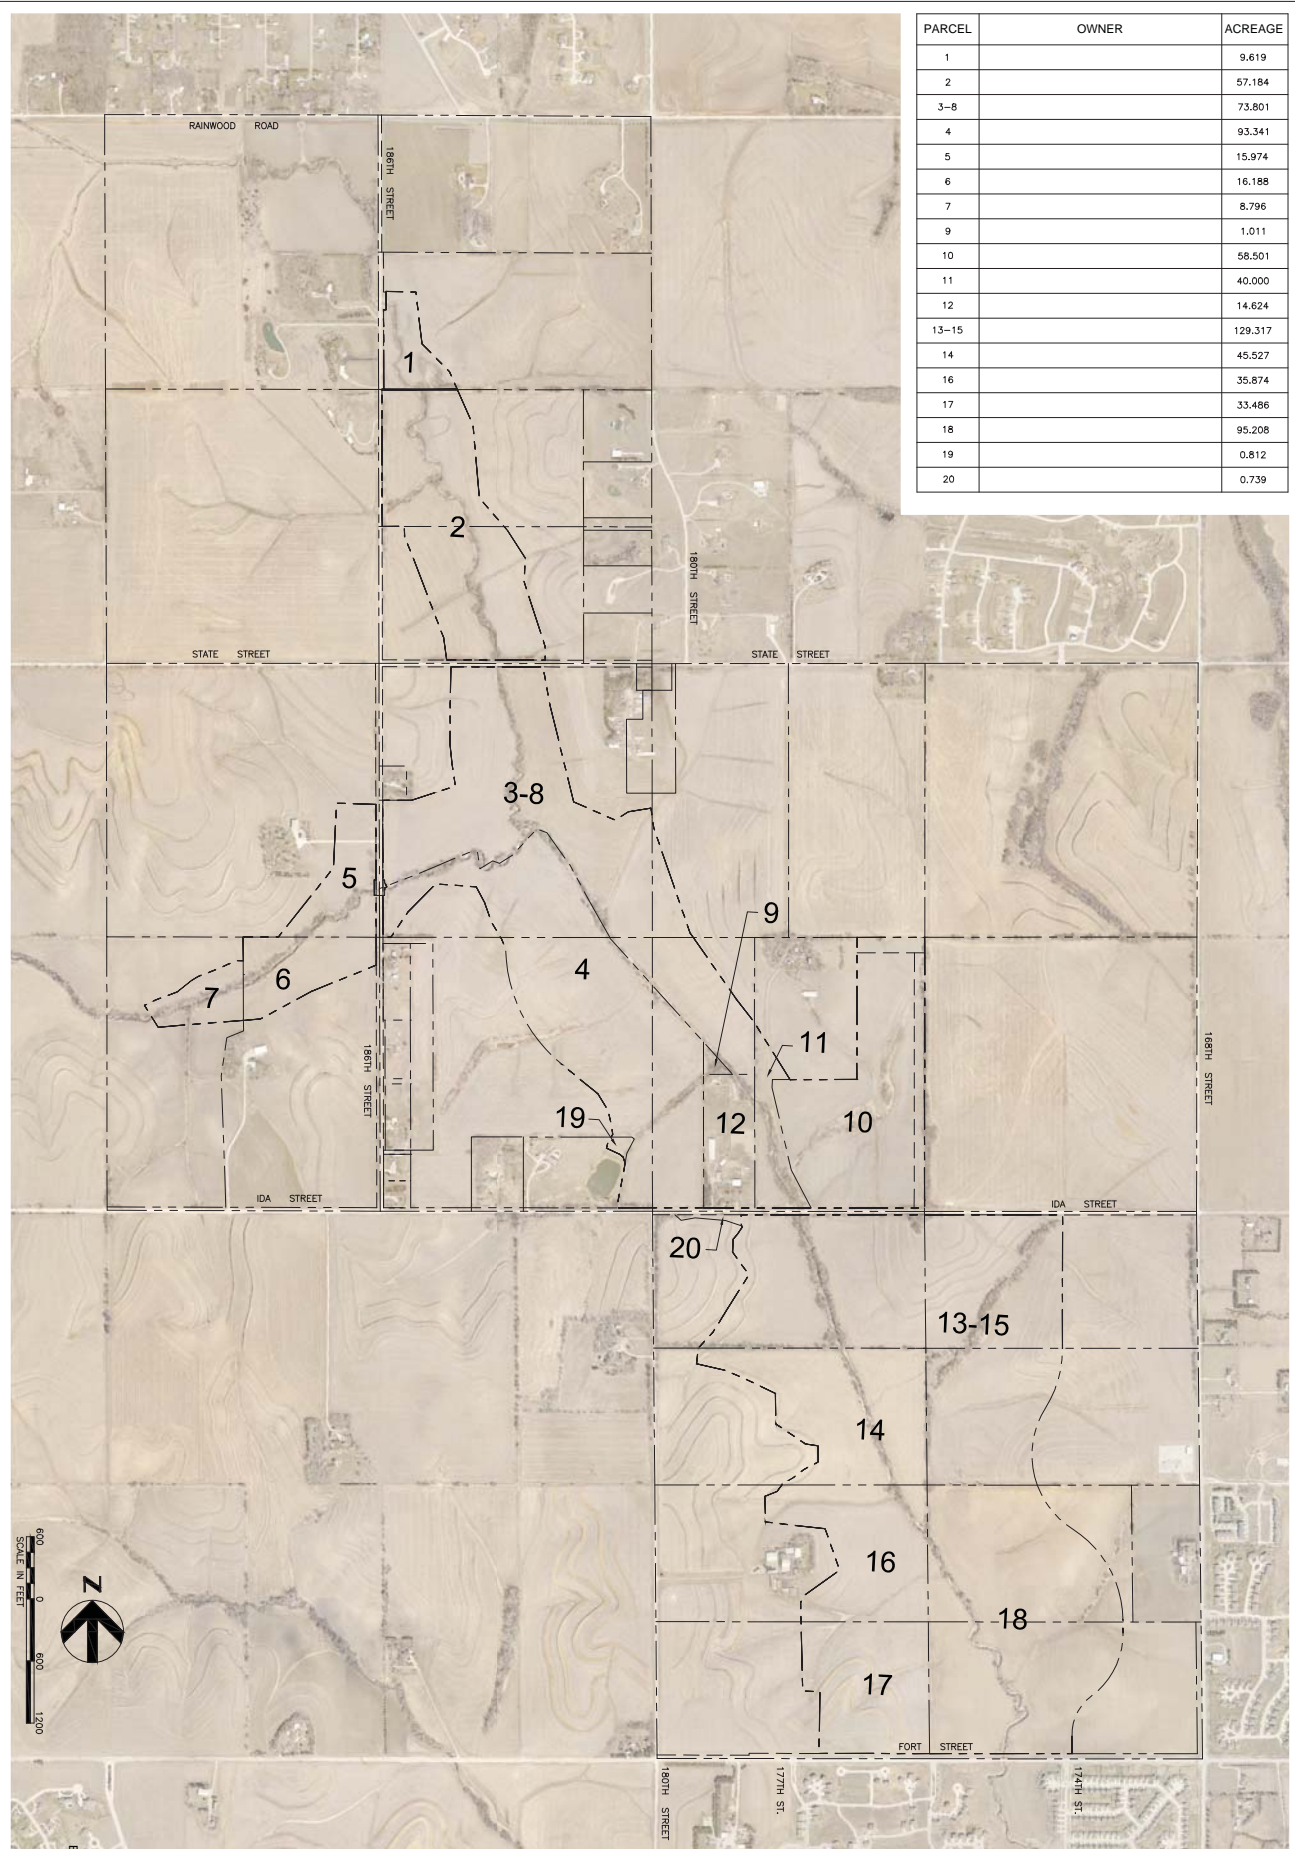 PARCEL OWNER ACREAGE
1 9.619
2 57.184
3-8 73.801
4 93.341
5 15.974
6 16.188
7 8.796
9 1.011
10 58.501
11 40.000
12 14.624
13-15 129.317
14 45.527
16 35.874
17 33.486
18 95.208
19 0.812
20 0.739
RAINWOOD ROAD
186TH STREET
1
2
180TH STREET
STATE STREET
STATE STREET
3-8
5
9
4
6
7
11
186TH STREET
168TH STREET
19
12
10
IDA STREET
IDA STREET
20
13-15
14
16
18
17
N
600 0 600 1200
SCALE IN FEET
FORT STREET
180TH STREET
177TH ST.
174TH ST.